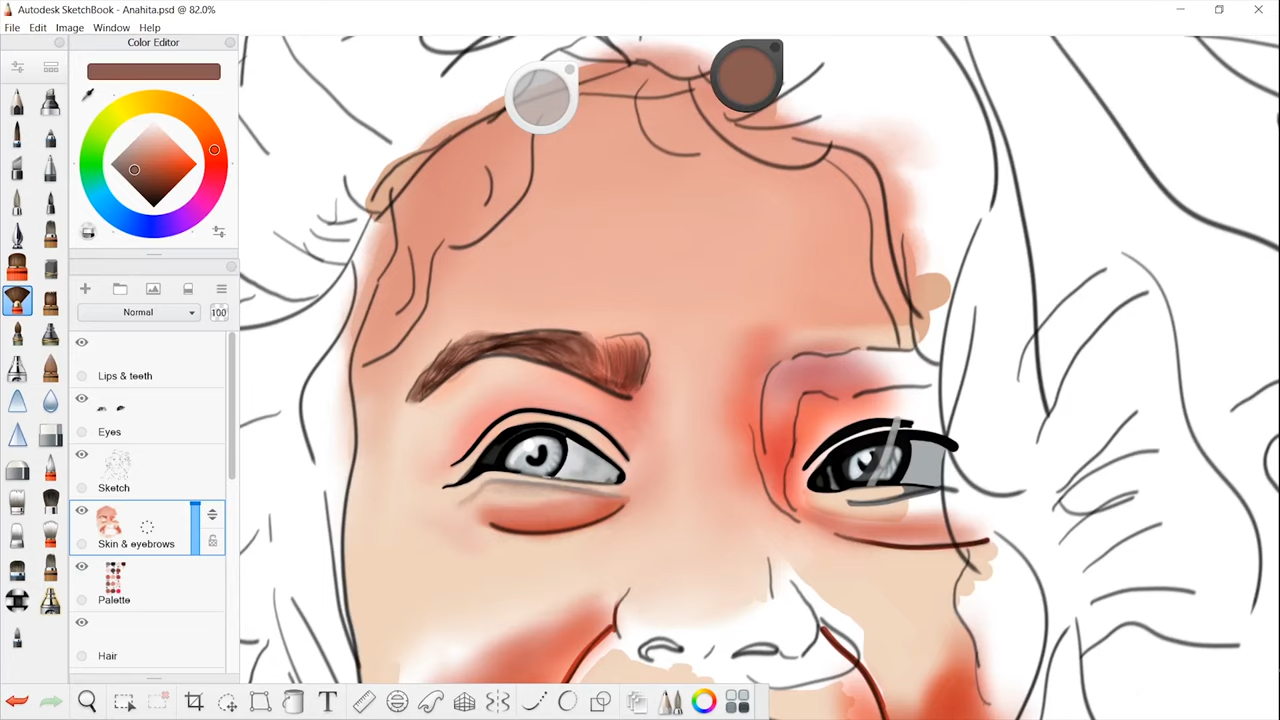 Autodesk SketchBook - Anahita.psd @ 82.0%
File Edit Image Window Help
Color Editor
Normal
100
Lips & teeth
Eyes
Sketch
Skin & eyebrows
Palette
Hair
T